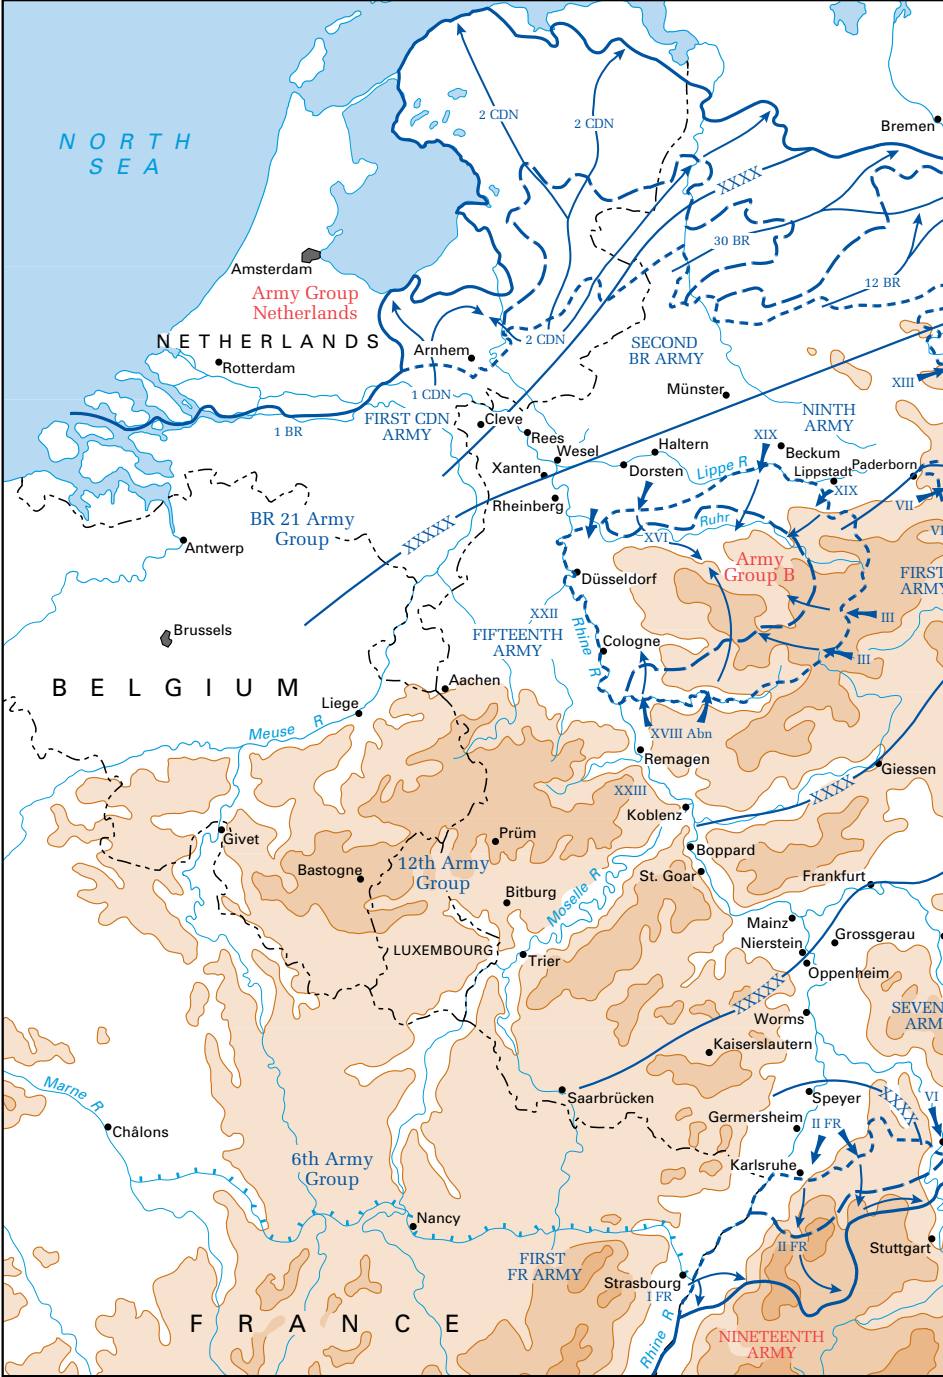 NORTH
SEA
2 CDN
2 CDN
Bremen
XXXX
30 BR
12 BR
Amsterdam
Army Group
Netherlands
NETHERLANDS
Rotterdam
Arnhem
2 CDN
SECOND
BR ARMY
XIII
1 CDN
Münster
1 BR
FIRST CDN
ARMY
Cleve
NINTH
ARMY
Rees
XIX
Wesel
Haltern
Beckum
Xanten
Dorsten
Lippe R
Lippstadt
Paderborn
XIX
Rheinberg
VII
BR 21 Army
Group
XXXXX
Ruhr
XVI
VI
Antwerp
Army
Group B
FIRST
ARMY
Düsseldorf
XXII
III
Brussels
FIFTEENTH
ARMY
Rhine R
Cologne
III
BELGIUM
Aachen
Liege
Meuse R
XVIII Abn
Remagen
Giessen
XXIII
XXXX
Koblenz
Givet
Prüm
Boppard
Bastogne
12th Army
Group
St. Goar
Frankfurt
Bitburg
Moselle R
Mainz
Grossgerau
Nierstein
LUXEMBOURG
Trier
Oppenheim
XXXXX
SEVEN
ARM
Worms
Kaiserslautern
Marne R
Saarbrücken
Speyer
XXXX
VI
Germersheim
II FR
Châlons
6th Army
Group
Karlsruhe
Nancy
II FR
Stuttgart
FIRST
FR ARMY
Strasbourg
I FR
FRANCE
Rhine R
NINETEENTH
ARMY